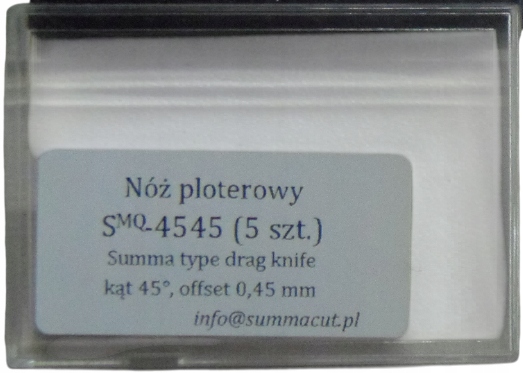 Nóż ploterowy
Sᴹꟴ-4545 (5 szt.)
Summa type drag knife
kąt 45°, offset 0,45 mm
info@summacut.pl